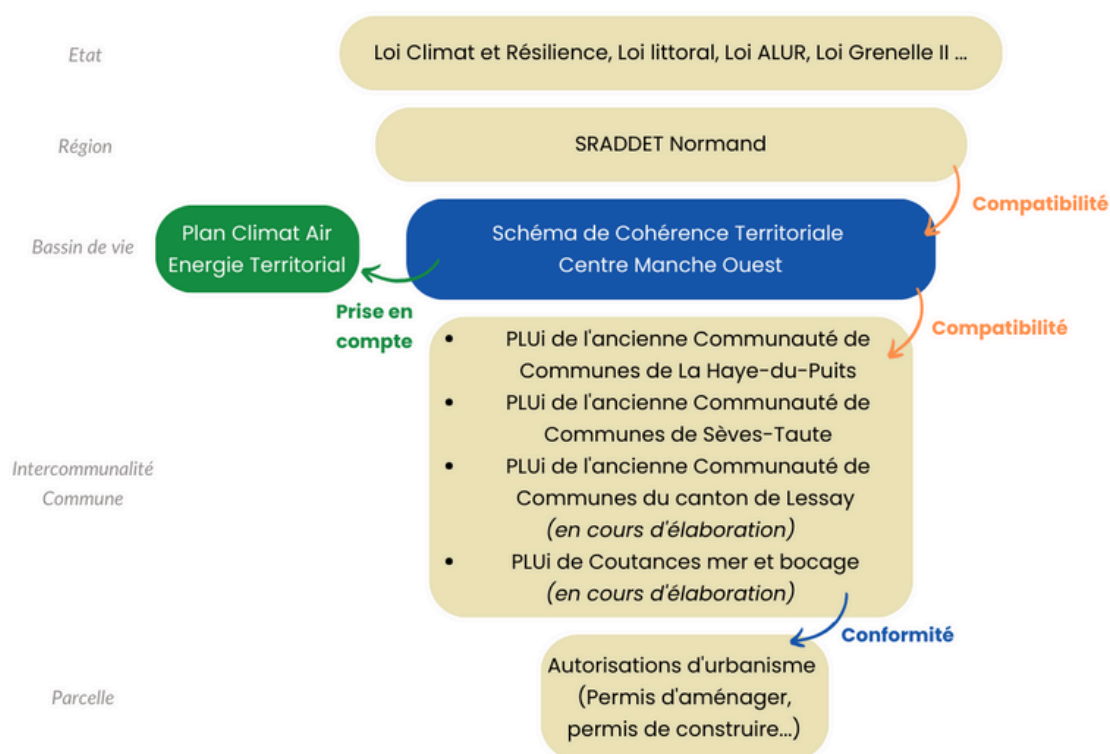 Etat
Loi Climat et Résilience, Loi littoral, Loi ALUR, Loi Grenelle II ...
Région
SRADDET Normand
Compatibilité
Bassin de vie
Plan Climat Air
Energie Territorial
Schéma de Cohérence Territoriale
Centre Manche Ouest
Prise en
compte
Compatibilité
Intercommunalité
Commune
• PLUi de l'ancienne Communauté de
Communes de La Haye-du-Puits
• PLUi de l'ancienne Communauté de
Communes de Sèves-Taute
• PLUi de l'ancienne Communauté de
Communes du canton de Lessay
(en cours d'élaboration)
• PLUi de Coutances mer et bocage
(en cours d'élaboration)
Conformité
Parcelle
Autorisations d'urbanisme
(Permis d'aménager,
permis de construire...)